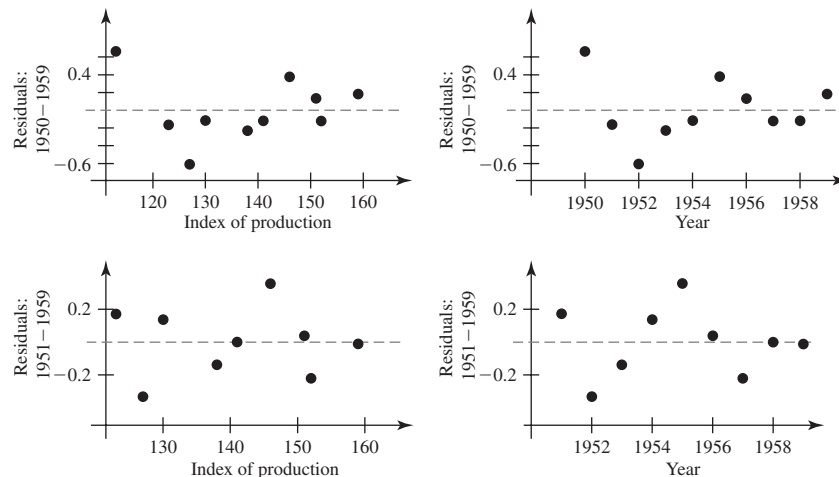 Residuals:
1950–1959
0.4
−0.6
120 130 140 150 160
Index of production
Residuals:
1950–1959
0.4
−0.6
1950 1952 1954 1956 1958
Year
Residuals:
1951–1959
0.2
−0.2
130 140 150 160
Index of production
Residuals:
1951–1959
0.2
−0.2
1952 1954 1956 1958
Year